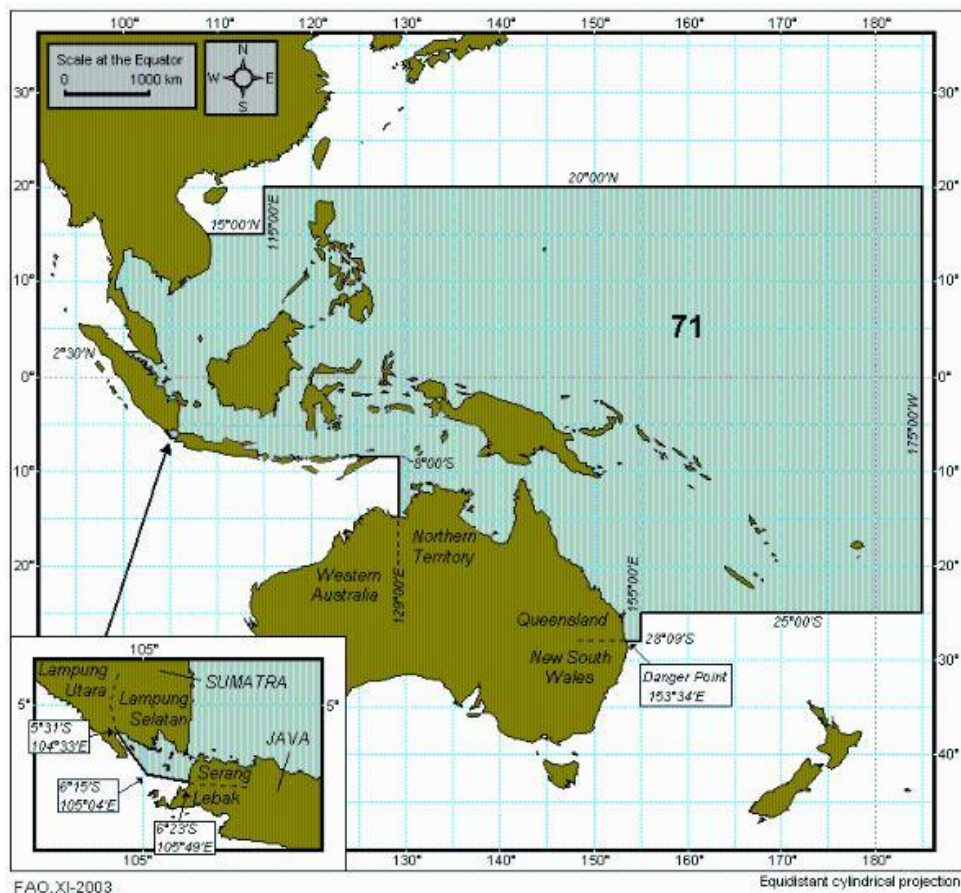 100° 110° 120° 130° 140° 150° 160° 170° 180°
Scale at the Equator
0 1000 km
N
W E
S
30° 30°
20°00'N
20° 20°
15°00'N
115°00'E
10° 10°
71
2°30'N
0° 0°
175°00'W
8°00'S
10° 10°
Northern
Territory
Western
Australia
129°00'E
155°00'E
20° 20°
Queensland
25°00'S
28°09'S
New South
Wales
Danger Point
153°34'E
30°
40°
105°
Lampung
Utara
SUMATRA
Lampung
Selatan
5° 5°
5°31'S
104°33'E
JAVA
Serang
Lebak
6°15'S
105°04'E
6°23'S
105°49'E
105°
130° 140° 150° 160° 170° 180°
FAO,XI-2003
Equidistant cylindrical projection